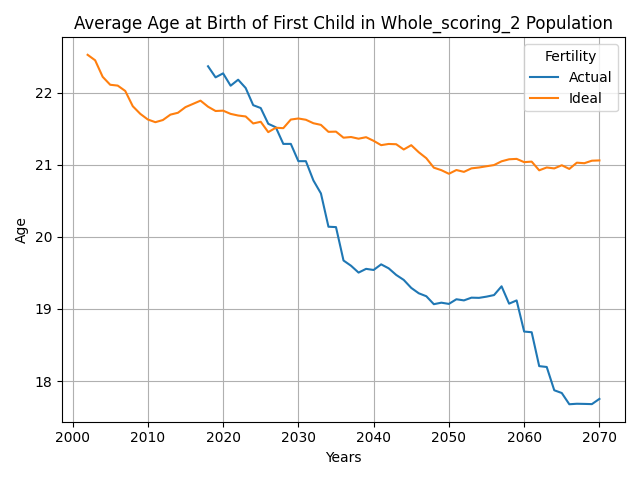 Average Age at Birth of First Child in Whole_scoring_2 Population
Fertility
Actual
Ideal
22
21
20
19
18
Age
2000 2010 2020 2030 2040 2050 2060 2070
Years